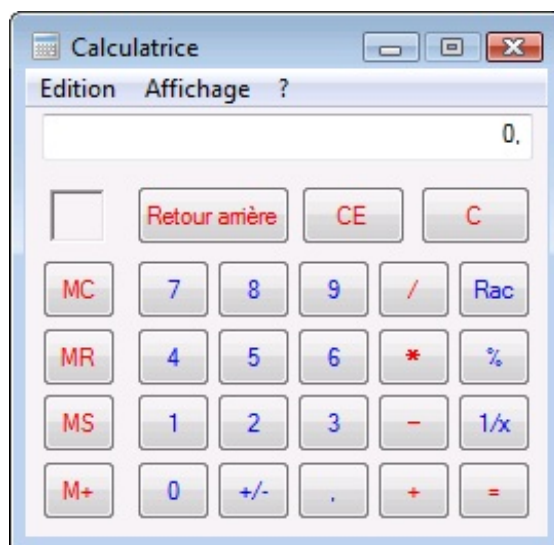 Calculatrice
Edition Affichage ?
0,
Retour arrière CE C
MC 7 8 9 / Rac
MR 4 5 6 * %
MS 1 2 3 - 1/x
M+ 0 +/- , + =